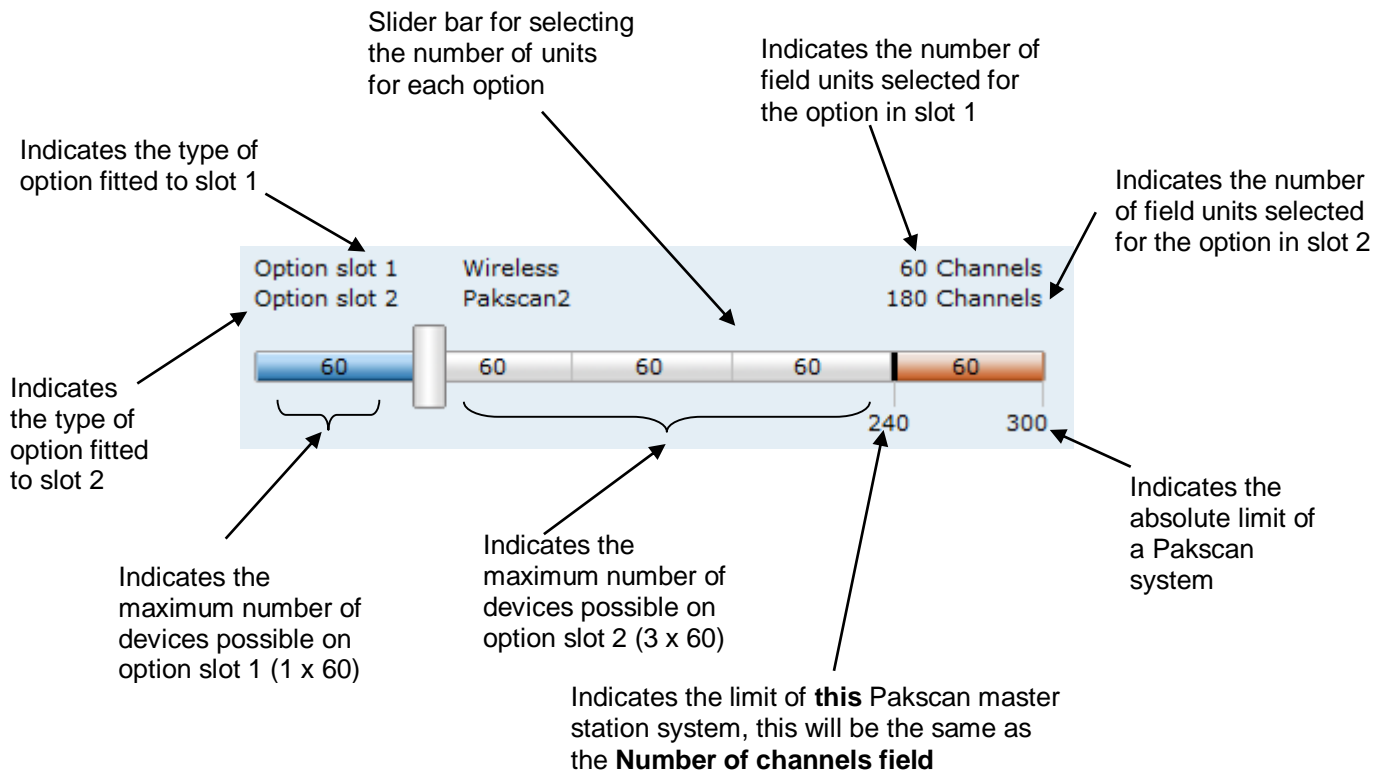 Slider bar for selecting
the number of units
for each option
Indicates the number of
field units selected for
the option in slot 1
Indicates the type of
option fitted to slot 1
Indicates the number
of field units selected
for the option in slot 2
Option slot 1 Wireless 60 Channels
Option slot 2 Pakscan2 180 Channels
60 60 60 60 60
240 300
Indicates
the type of
option fitted
to slot 2
Indicates the
absolute limit of
a Pakscan
system
Indicates the
maximum number of
devices possible on
option slot 1 (1 x 60)
Indicates the
maximum number of
devices possible on
option slot 2 (3 x 60)
Indicates the limit of this Pakscan master
station system, this will be the same as
the Number of channels field